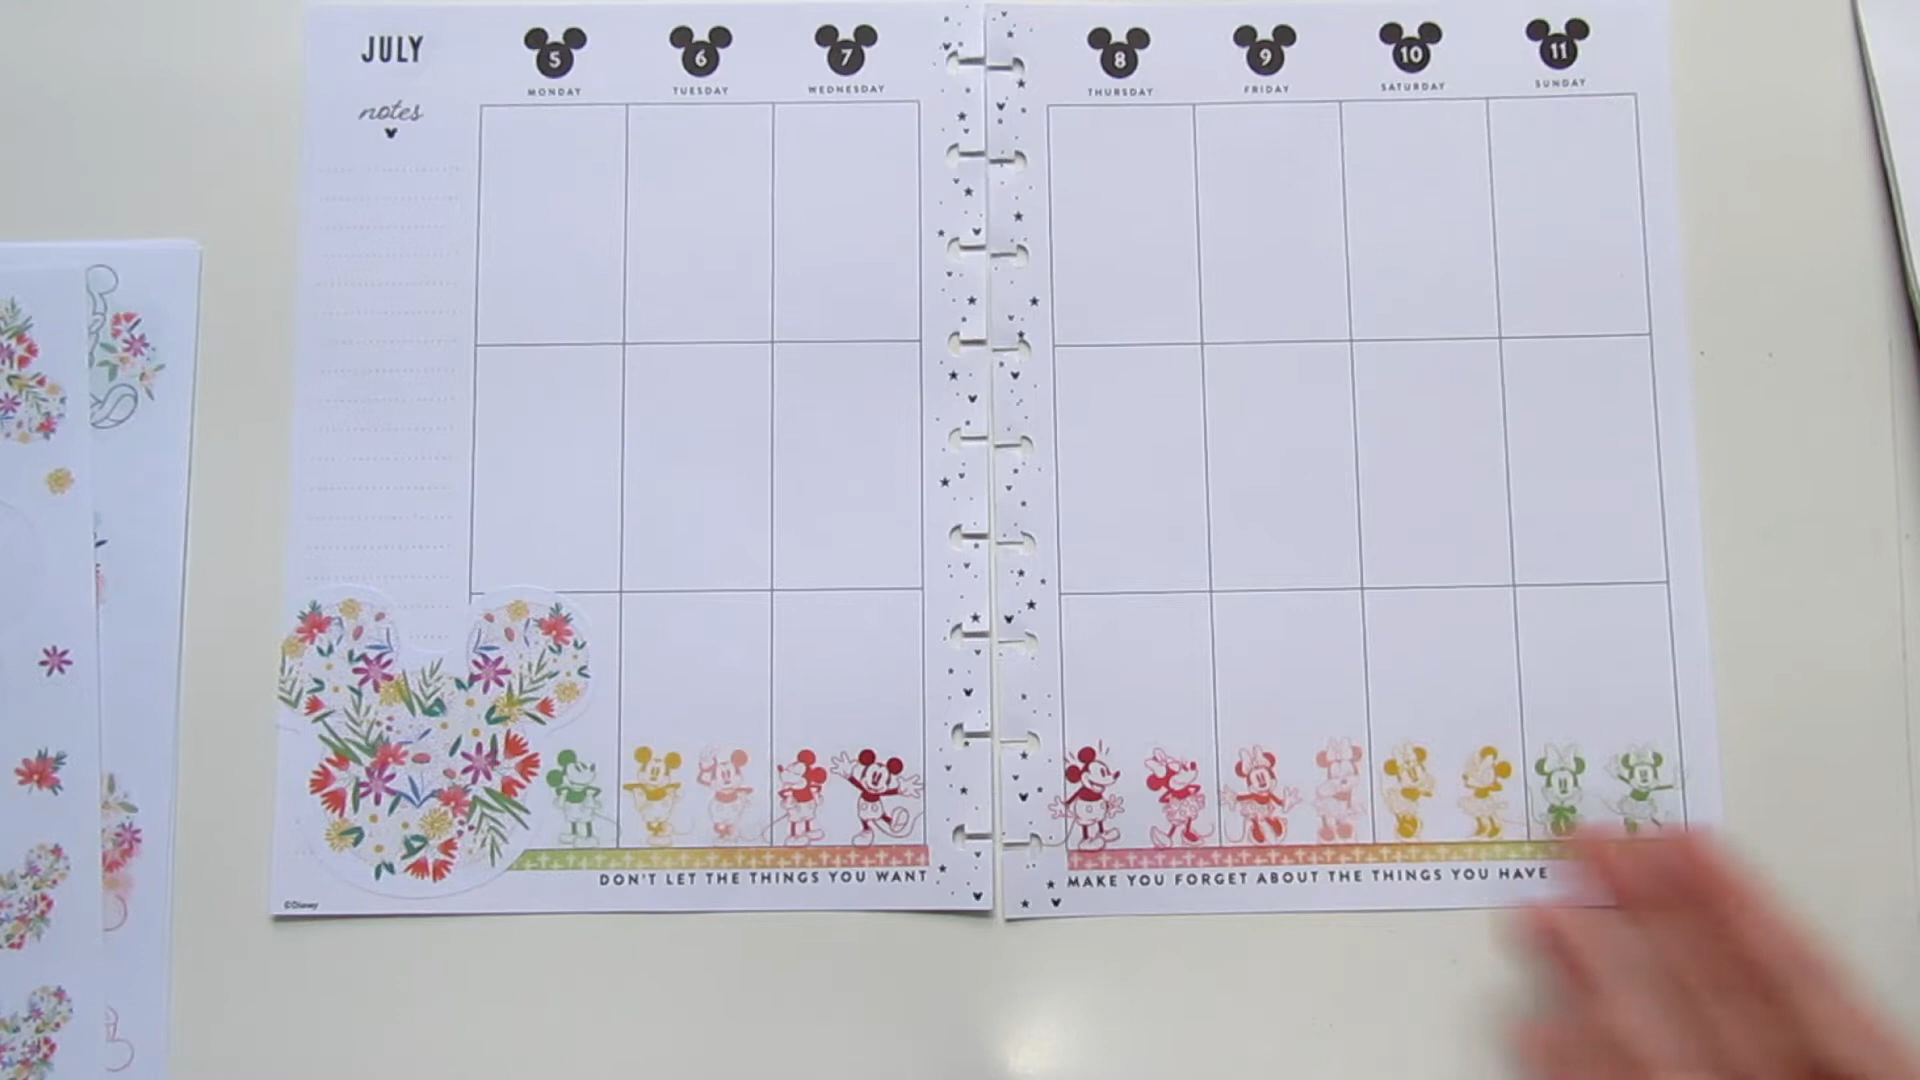 JULY
notes
5
MONDAY
6
TUESDAY
7
WEDNESDAY
8
THURSDAY
9
FRIDAY
10
SATURDAY
11
SUNDAY
DON'T LET THE THINGS YOU WANT
MAKE YOU FORGET ABOUT THE THINGS YOU HAVE
©Disney